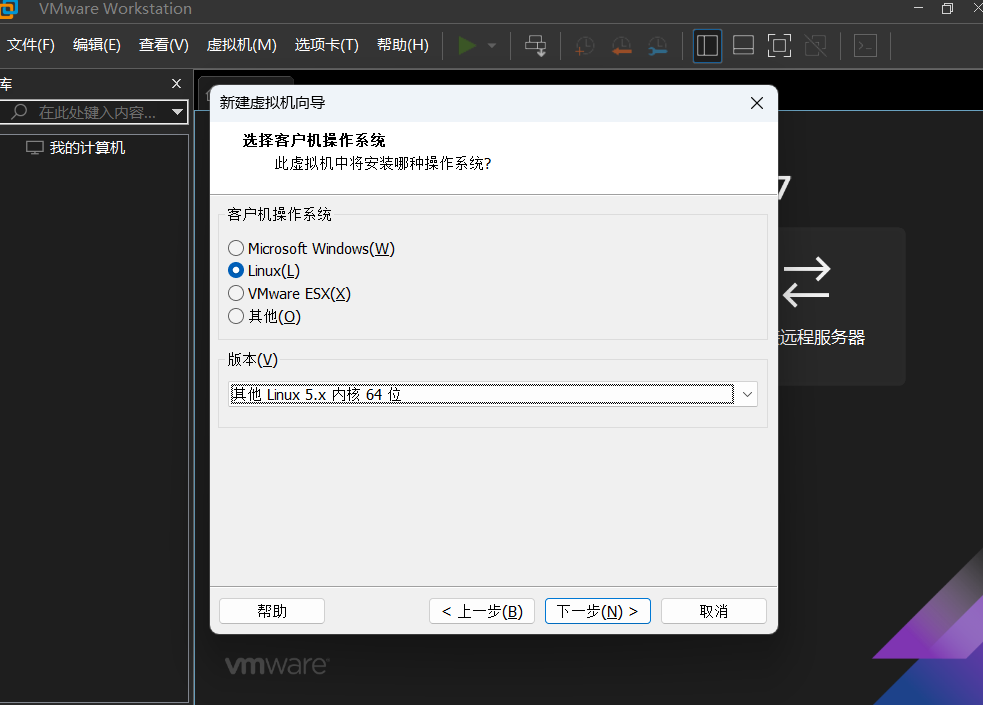 VMware Workstation
文件(F) 编辑(E) 查看(V) 虚拟机(M) 选项卡(T) 帮助(H)
库
在此处键入内容...
我的计算机
新建虚拟机向导
选择客户机操作系统
此虚拟机中将安装哪种操作系统?
7
客户机操作系统
Microsoft Windows(W)
Linux(L)
VMware ESX(X)
其他(O)
远程服务器
版本(V)
其他 Linux 5.x 内核 64 位
帮助
< 上一步(B)
下一步(N) >
取消
vmware